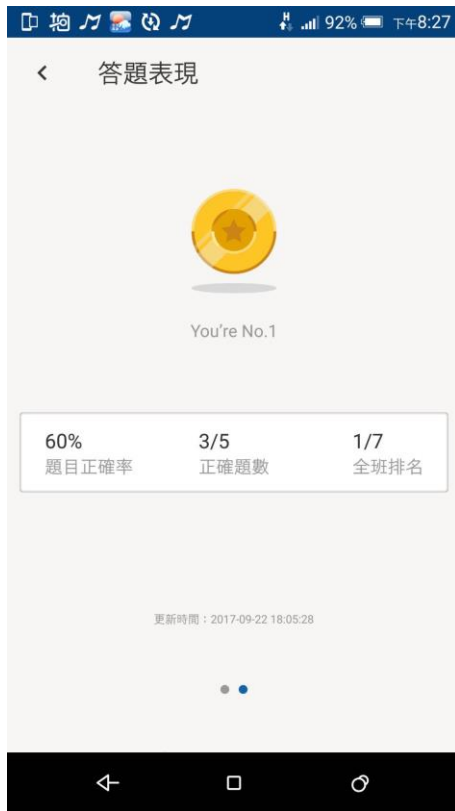 拍 H 92% 下午8:27
答題表現
You're No.1
60% 3/5 1/7
題目正確率 正確題數 全班排名
更新時間：2017-09-22 18:05:28